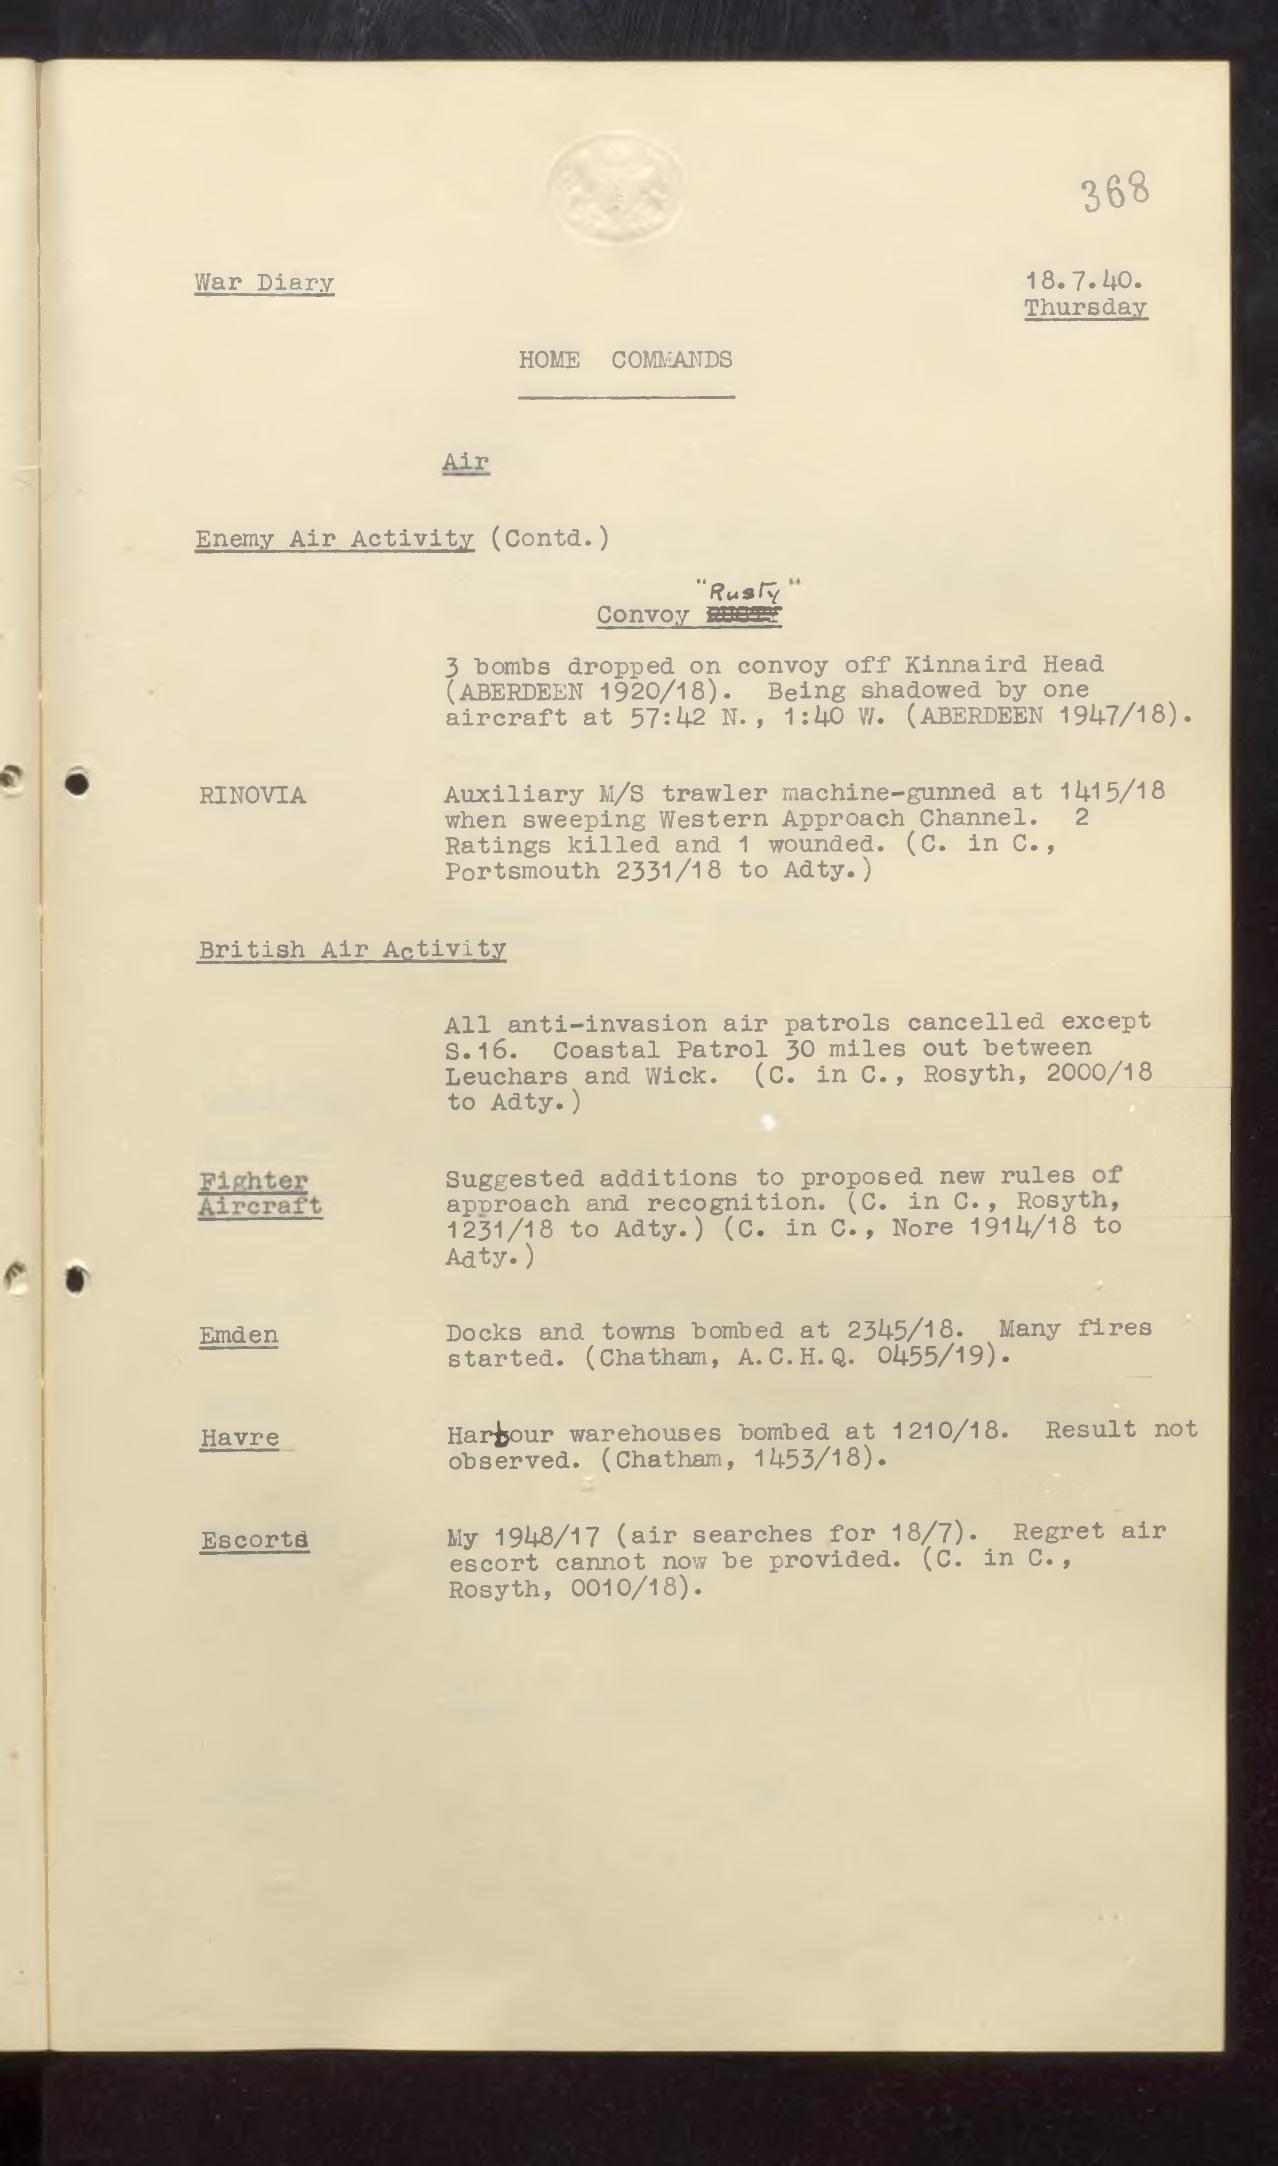 368
War Diary
18.7.40.
Thursday
HOME COMMANDS
Air
Enemy Air Activity (Contd.)
"Rusty"
Convoy RUSTY
3 bombs dropped on convoy off Kinnaird Head
(ABERDEEN 1920/18). Being shadowed by one
aircraft at 57:42 N., 1:40 W. (ABERDEEN 1947/18).
RINOVIA
Auxiliary M/S trawler machine-gunned at 1415/18
when sweeping Western Approach Channel. 2
Ratings killed and 1 wounded. (C. in C.,
Portsmouth 2331/18 to Adty.)
British Air Activity
All anti-invasion air patrols cancelled except
S.16. Coastal Patrol 30 miles out between
Leuchars and Wick. (C. in C., Rosyth, 2000/18
to Adty.)
Fighter
Aircraft
Suggested additions to proposed new rules of
approach and recognition. (C. in C., Rosyth,
1231/18 to Adty.) (C. in C., Nore 1914/18 to
Adty.)
Emden
Docks and towns bombed at 2345/18. Many fires
started. (Chatham, A.C.H.Q. 0455/19).
Havre
Harbour warehouses bombed at 1210/18. Result not
observed. (Chatham, 1453/18).
Escorts
My 1948/17 (air searches for 18/7). Regret air
escort cannot now be provided. (C. in C.,
Rosyth, 0010/18).